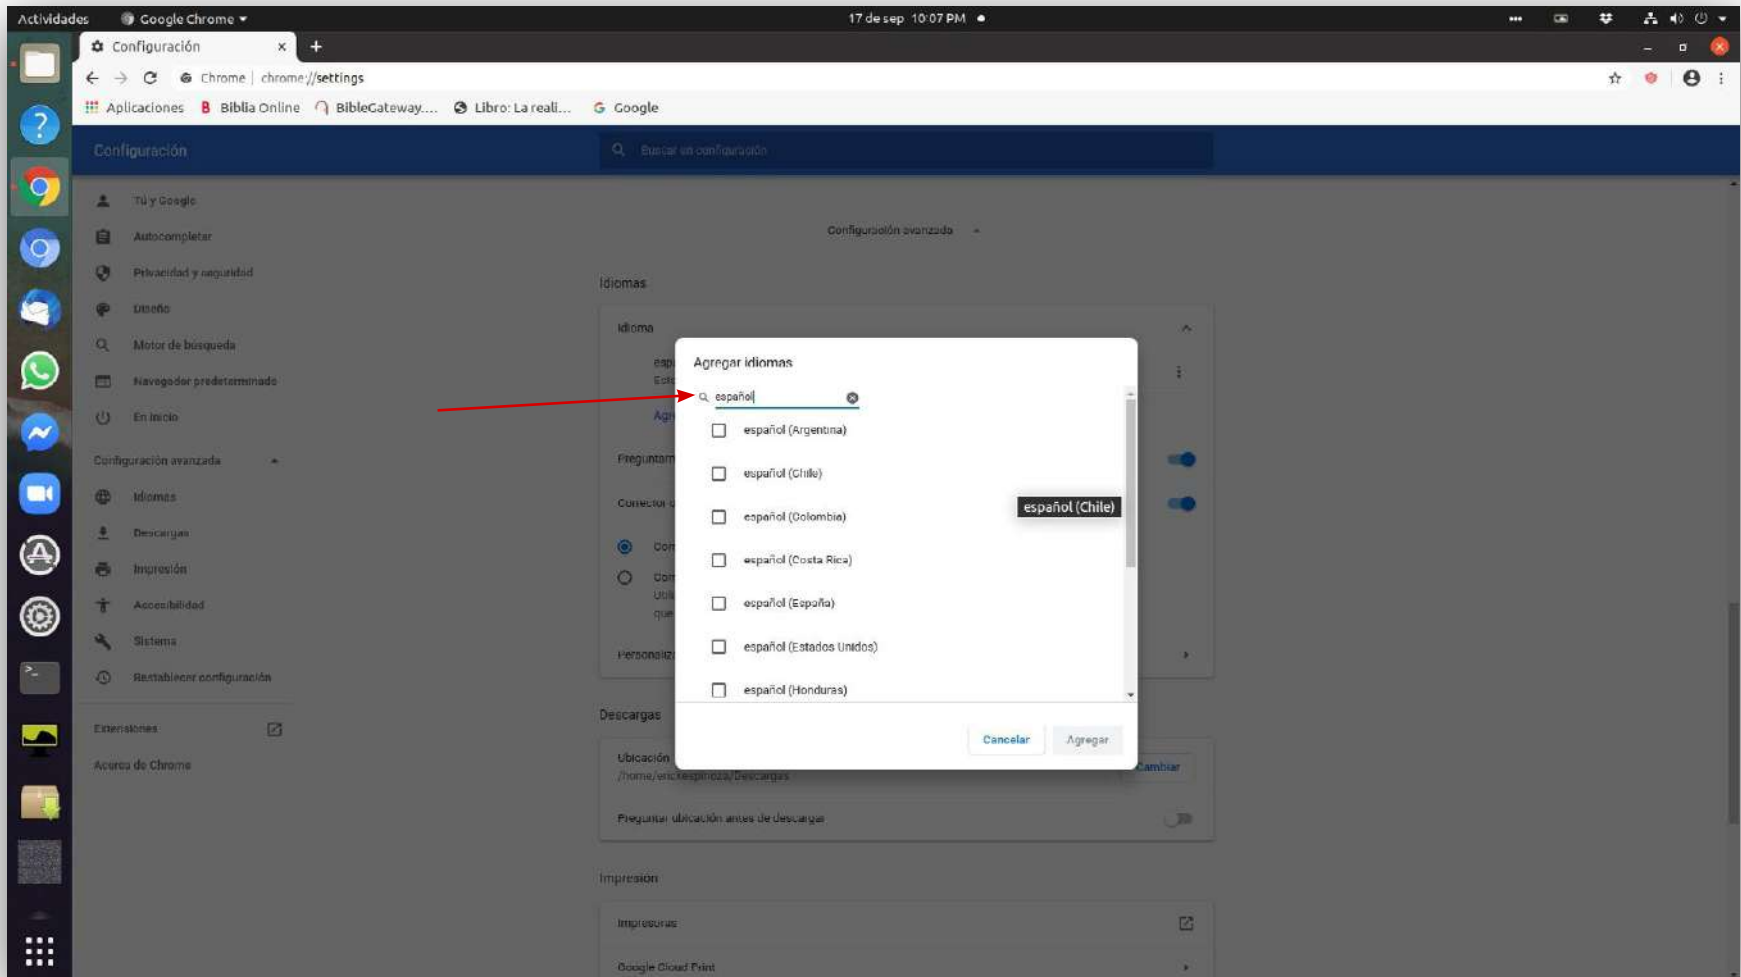 Actividades Google Chrome 17 de sep 10:07 PM
Configuración
Chrome | chrome://settings
Aplicaciones Biblia Online BibleGateway.... Libro: La reali... Google
Configuración Buscar en configuración
Tú y Google
Autocompletar
Privacidad y seguridad
Diseño
Motor de búsqueda
Navegador predeterminado
En inicio
Configuración avanzada
Idiomas
Descargas
Impresión
Accesibilidad
Sistema
Restablecer configuración
Extensiones
Acerca de Chrome
Configuración avanzada
Idiomas
Idioma
Agregar idiomas
español
español (Argentina)
español (Chile)
español (Colombia)
español (Costa Rica)
español (España)
español (Estados Unidos)
español (Honduras)
español (Chile)
Cancelar Agregar
Descargas
Ubicación
/home/erickespinoza/Descargas
Cambiar
Preguntar ubicación antes de descargar
Impresión
Impresoras
Google Cloud Print